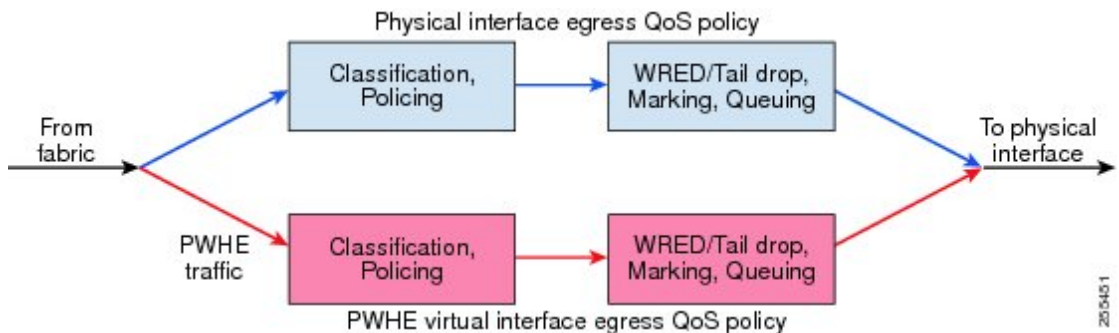 Physical interface egress QoS policy
Classification,
Policing
WRED/Tail drop,
Marking, Queuing
From
fabric
To physical
interface
PWHE
traffic
Classification,
Policing
WRED/Tail drop,
Marking, Queuing
PWHE virtual interface egress QoS policy
255451